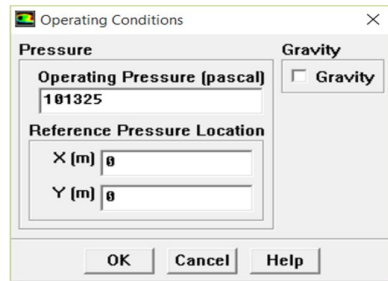 Operating Conditions
Pressure
Gravity
Operating Pressure (pascal)
Gravity
101325
Reference Pressure Location
X (m) 0
Y (m) 0
OK Cancel Help